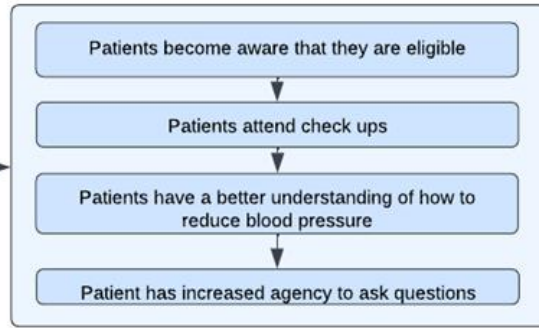 Patients become aware that they are eligible
Patients attend check ups
Patients have a better understanding of how to
reduce blood pressure
Patient has increased agency to ask questions